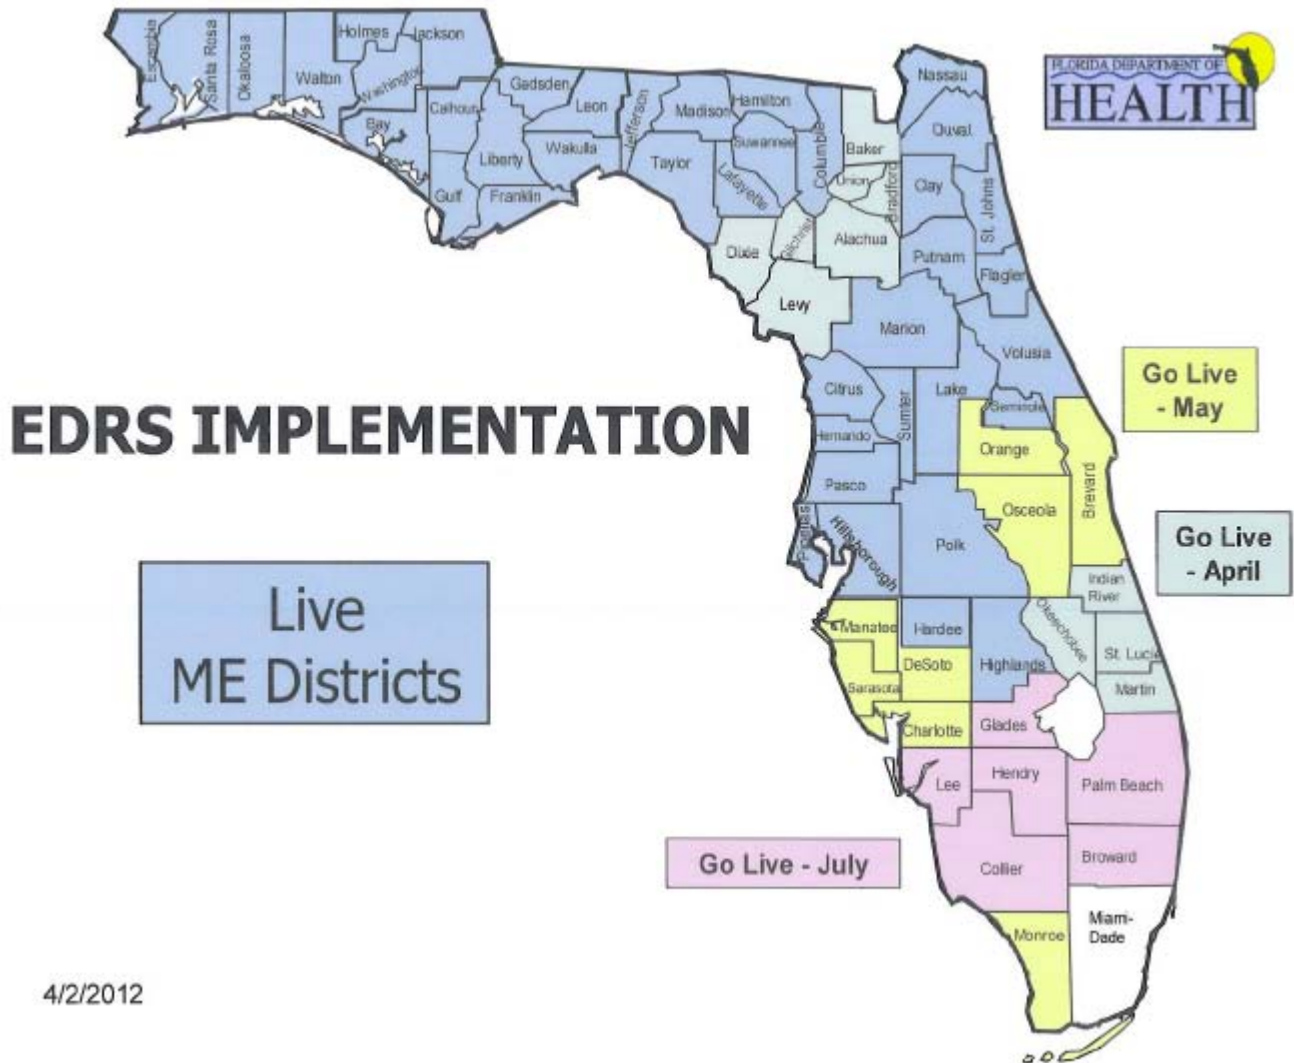 FLORIDA DEPARTMENT OF
HEALTH
EDRS IMPLEMENTATION
Live
ME Districts
Go Live
- May
Go Live
- April
Go Live - July
4/2/2012
Escambia
Santa Rosa
Okaloosa
Walton
Holmes
Jackson
Washington
Bay
Calhoun
Gulf
Gadsden
Liberty
Franklin
Leon
Wakulla
Jefferson
Madison
Taylor
Hamilton
Suwannee
Lafayette
Columbia
Baker
Union
Bradford
Nassau
Duval
Clay
St. Johns
Dixie
Gilchrist
Alachua
Putnam
Flagler
Levy
Marion
Volusia
Citrus
Sumter
Lake
Seminole
Hernando
Orange
Pasco
Brevard
Osceola
Pinellas
Hillsborough
Polk
Indian
River
Manatee
Hardee
Okeechobee
Highlands
St. Lucie
DeSoto
Sarasota
Martin
Charlotte
Glades
Lee
Hendry
Palm Beach
Collier
Broward
Monroe
Miami-
Dade